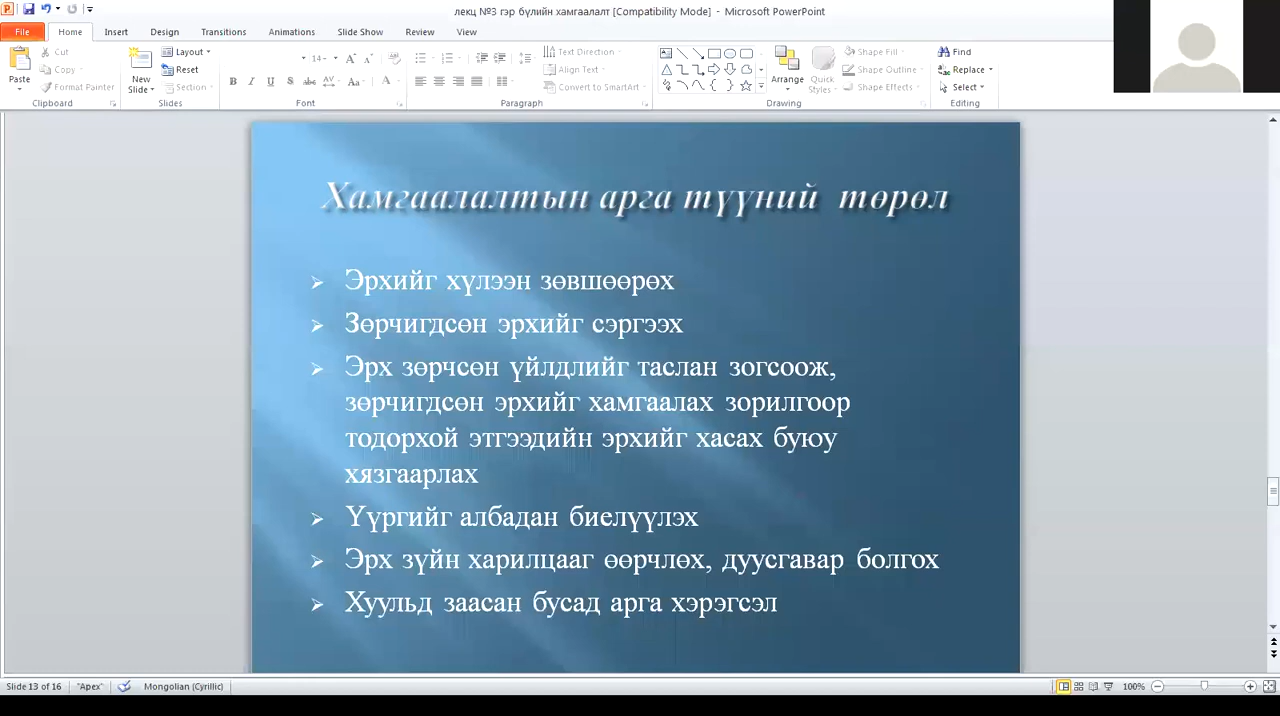 лекц №3 гэр бүлийн хамгаалалт [Compatibility Mode] - Microsoft PowerPoint
File Home Insert Design Transitions Animations Slide Show Review View
Cut
Copy
Format Painter
Paste
Clipboard
New Slide
Layout
Reset
Section
Slides
14
B I U S abc AV Aa A
Font
Text Direction
Align Text
Convert to SmartArt
Paragraph
Arrange
Quick Styles
Shape Fill
Shape Outline
Shape Effects
Drawing
Find
Replace
Select
Editing
Хамгаалалтын арга түүний төрөл
Эрхийг хүлээн зөвшөөрөх
Зөрчигдсөн эрхийг сэргээх
Эрх зөрчсөн үйлдлийг таслан зогсоож,
зөрчигдсөн эрхийг хамгаалах зорилгоор
тодорхой этгээдийн эрхийг хасах буюу
хязгаарлах
Үүргийг албадан биелүүлэх
Эрх зүйн харилцааг өөрчлөх, дуусгавар болгох
Хуульд заасан бусад арга хэрэгсэл
Slide 13 of 16 "Apex" Mongolian (Cyrillic) 100%